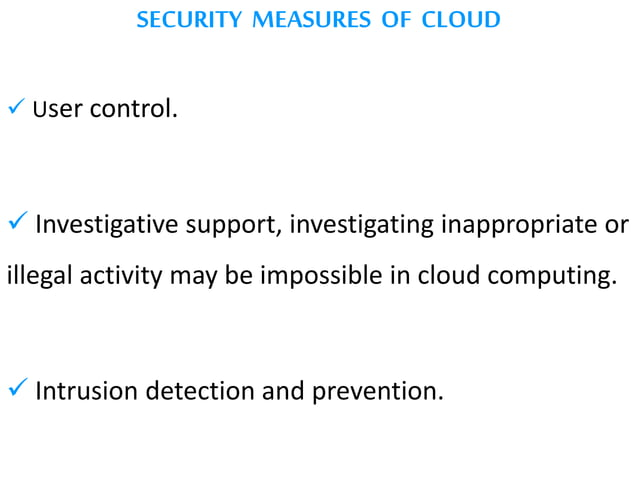 SECURITY MEASURES OF CLOUD
✓ User control.
✓ Investigative support, investigating inappropriate or
illegal activity may be impossible in cloud computing.
✓ Intrusion detection and prevention.